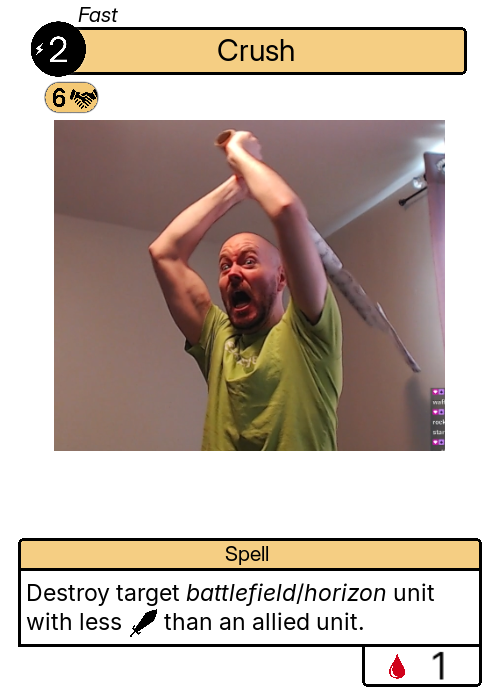 Fast
2
Crush
6
Spell
Destroy target battlefield/horizon unit
with less than an allied unit.
1